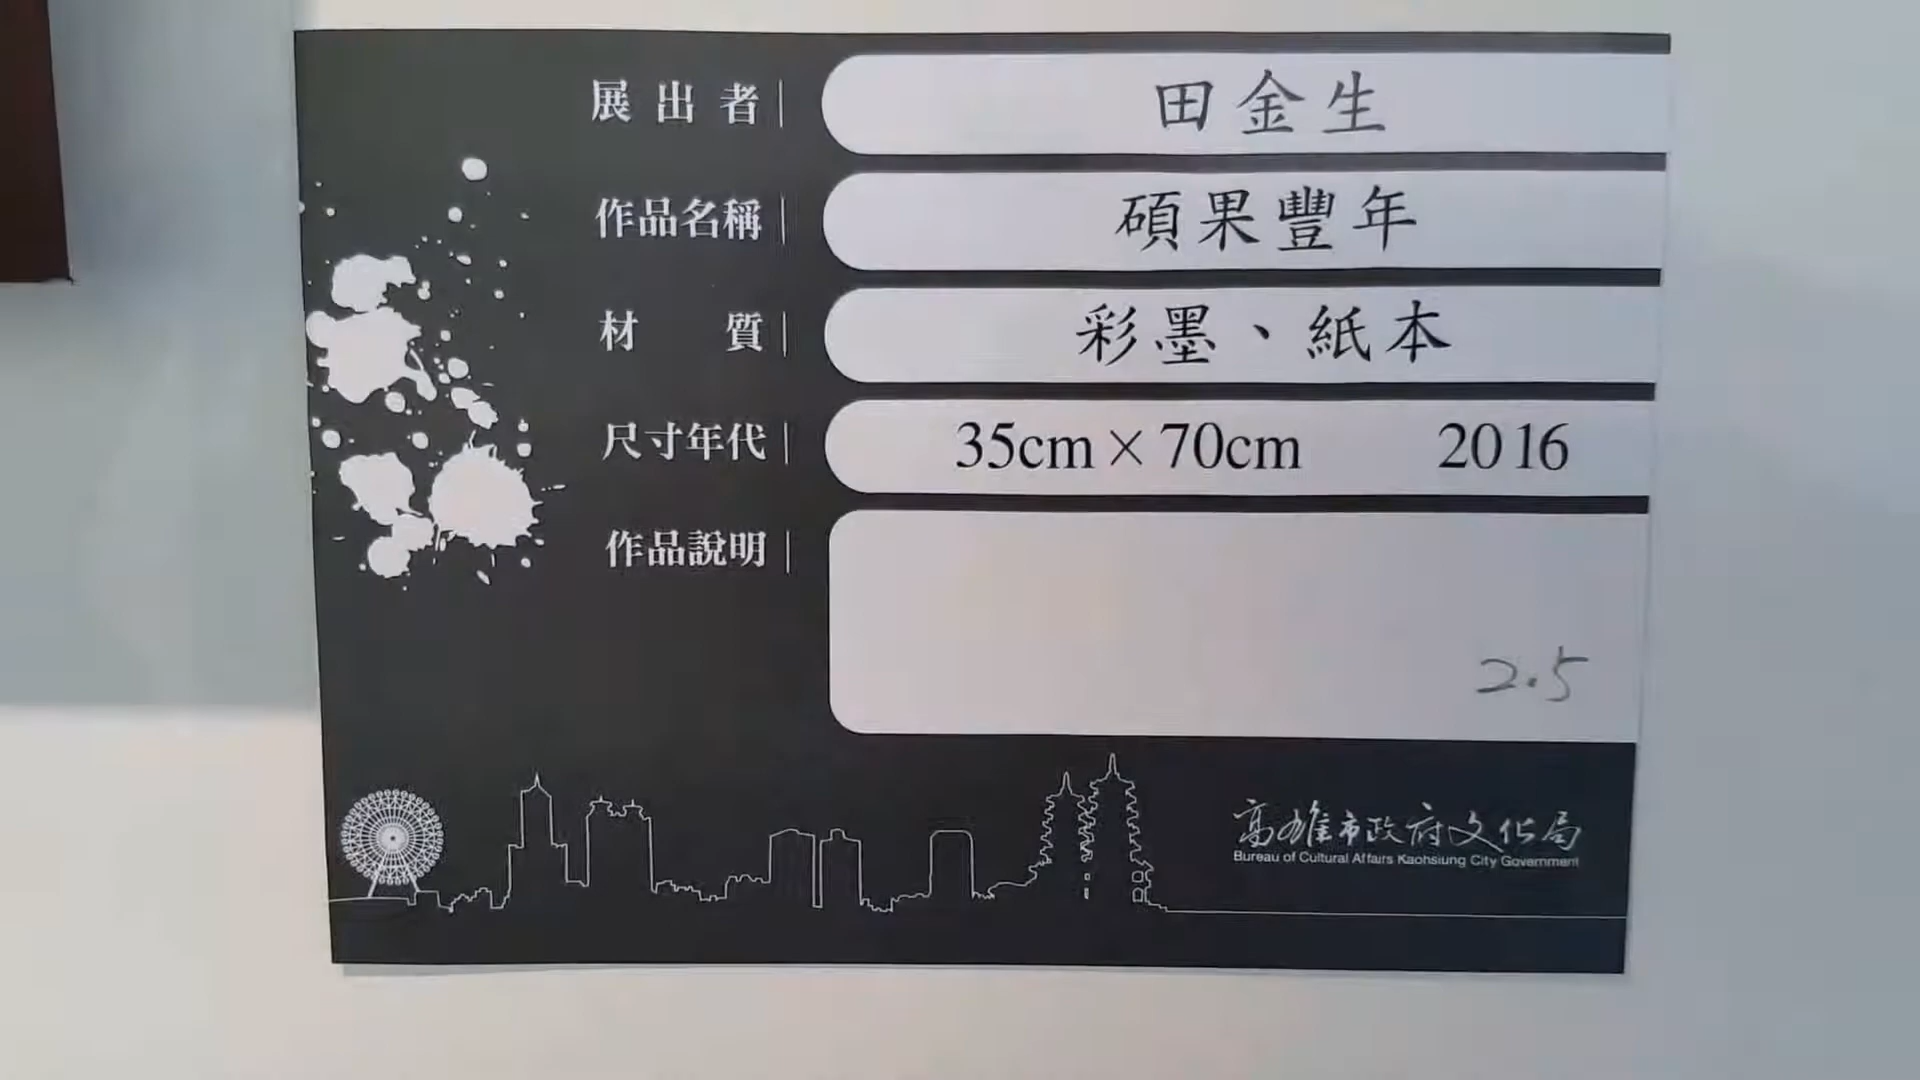 展出者| 田金生
作品名稱| 碩果豐年
材質| 彩墨、紙本
尺寸年代| 35cm×70cm 2016
作品說明|
2.5
高雄市政府文化局
Bureau of Cultural Affairs Kaohsiung City Government